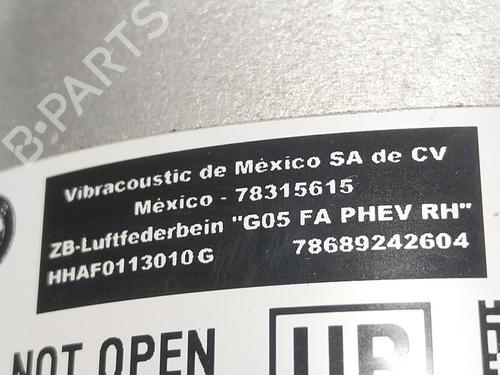 B-PARTS
Vibracoustic de México SA de CV
México - 78315615
ZB-Luftfederbein "G05 FA PHEV RH"
HHAF0113010G 78689242604
NOT OPEN